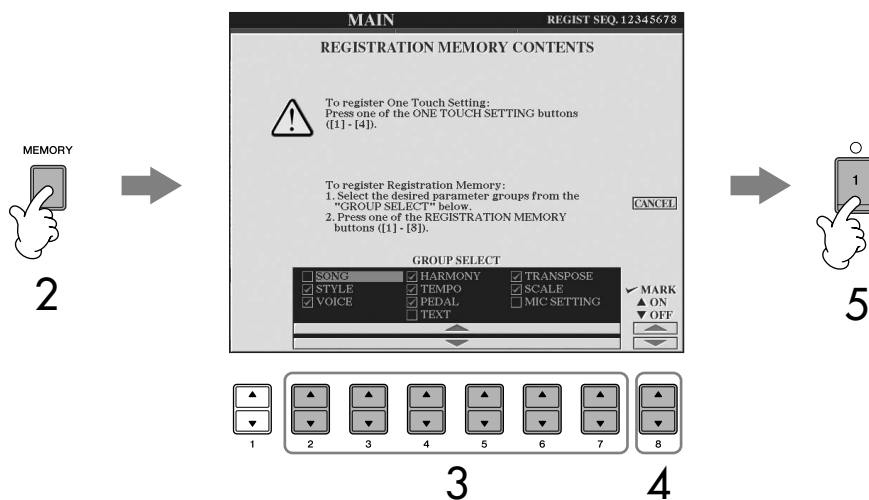 MAIN
REGIST SEQ. 12345678
REGISTRATION MEMORY CONTENTS
To register One Touch Setting:
Press one of the ONE TOUCH SETTING buttons
([1] - [4]).
MEMORY
To register Registration Memory:
1. Select the desired parameter groups from the
"GROUP SELECT" below.
2. Press one of the REGISTRATION MEMORY
buttons ([1] - [8]).
CANCEL
1
GROUP SELECT
SONG HARMONY TRANSPOSE
STYLE TEMPO SCALE
VOICE PEDAL MIC SETTING
TEXT
MARK
▲ ON
▼ OFF
2
5
1 2 3 4 5 6 7 8
3 4